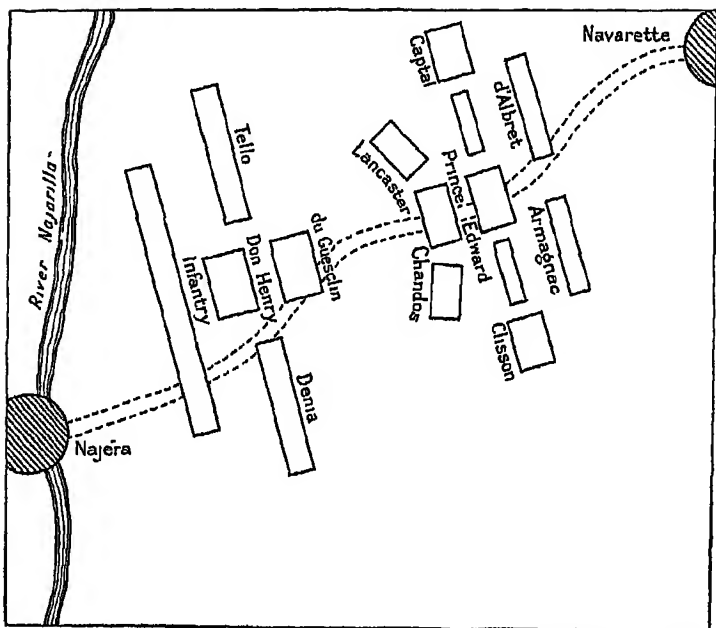 Navarette
Captal
d'Albret
Lancaster
Prince Edward
Armagnac
Chandos
Clisson
Tello
du Guesclin
Don Henry
Infantry
Denia
River Najarilla
Najera